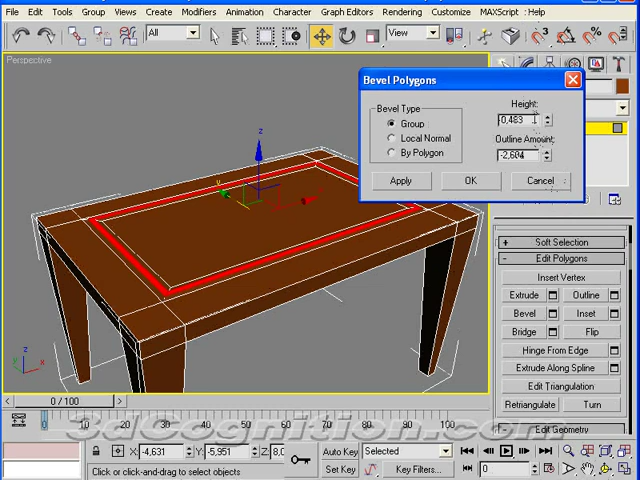 File Edit Tools Group Views Create Modifiers Animation Character Graph Editors Rendering Customize MAXScript Help
All
View
Perspective
Bevel Polygons
Bevel Type
Group
Local Normal
By Polygon
Height:
Outline Amount:
-2,604
Apply OK Cancel
z
x
+ Soft Selection
- Edit Polygons
Insert Vertex
Extrude Outline
Bevel Inset
Bridge Flip
Hinge From Edge
Extrude Along Spline
Edit Triangulation
Retriangulate Turn
Edit Geometry
z
x
0 / 100
0 10 20 30 40 50 60 70 80 90 100
3dCognition.com
X: -4,631 Y: -5,951 Z: 8,0
Auto Key Selected
Set Key Key Filters...
0
Click or click-and-drag to select objects